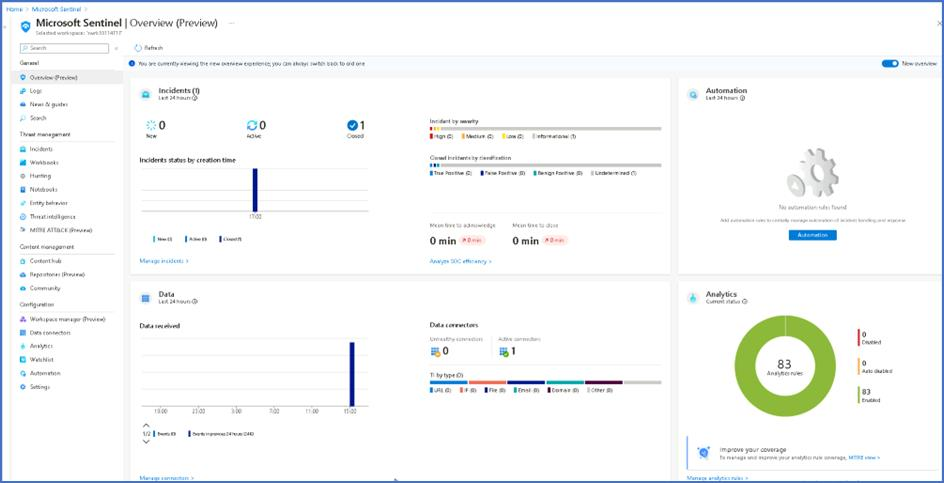 Home > Microsoft Sentinel >
Microsoft Sentinel | Overview (Preview) ...
Selected workspace:
Search
«
Refresh
General
Overview (Preview)
Logs
News & guides
Search
Threat management
Incidents
Workbooks
Hunting
Notebooks
Entity behavior
Threat intelligence
MITRE ATT&CK (Preview)
Content management
Content hub
Repositories (Preview)
Community
Configuration
Workspace manager (Preview)
Data connectors
Analytics
Watchlist
Automation
Settings
You are currently viewing the new overview experience, you can always switch back to old one
New overview
Incidents (1)
Last 24 hours
0
New
0
Active
1
Closed
Incidents status by creation time
17:00
New (0) Active (0) Closed (1)
Manage incidents >
Incident by severity
High (0) Medium (0) Low (0) Informational (1)
Closed incidents by classification
True Positive (0) False Positive (0) Benign Positive (0) Undetermined (1)
Mean time to acknowledge
0 min 0 min
Mean time to close
0 min 0 min
Analyze SOC efficiency >
Automation
Last 24 hours
No automation rules found
Add automation rules to centrally manage automation of incident handling and response
Automation
Data
Last 24 hours
Data received
19:00 23:00 3:00 7:00 11:00 15:00
1/2 Events (0)
Manage connectors >
Data connectors
Unhealthy connectors
0
Active connectors
1
TI by type (0)
URL (0) IP (0) File (0) Email (0) Domain (0) Other (0)
Analytics
Current status
83
Analytics rules
0
Disabled
0
Auto disabled
83
Enabled
Improve your coverage
To manage and improve your analytics rule coverage, MITRE view >
Manage analytics rules >